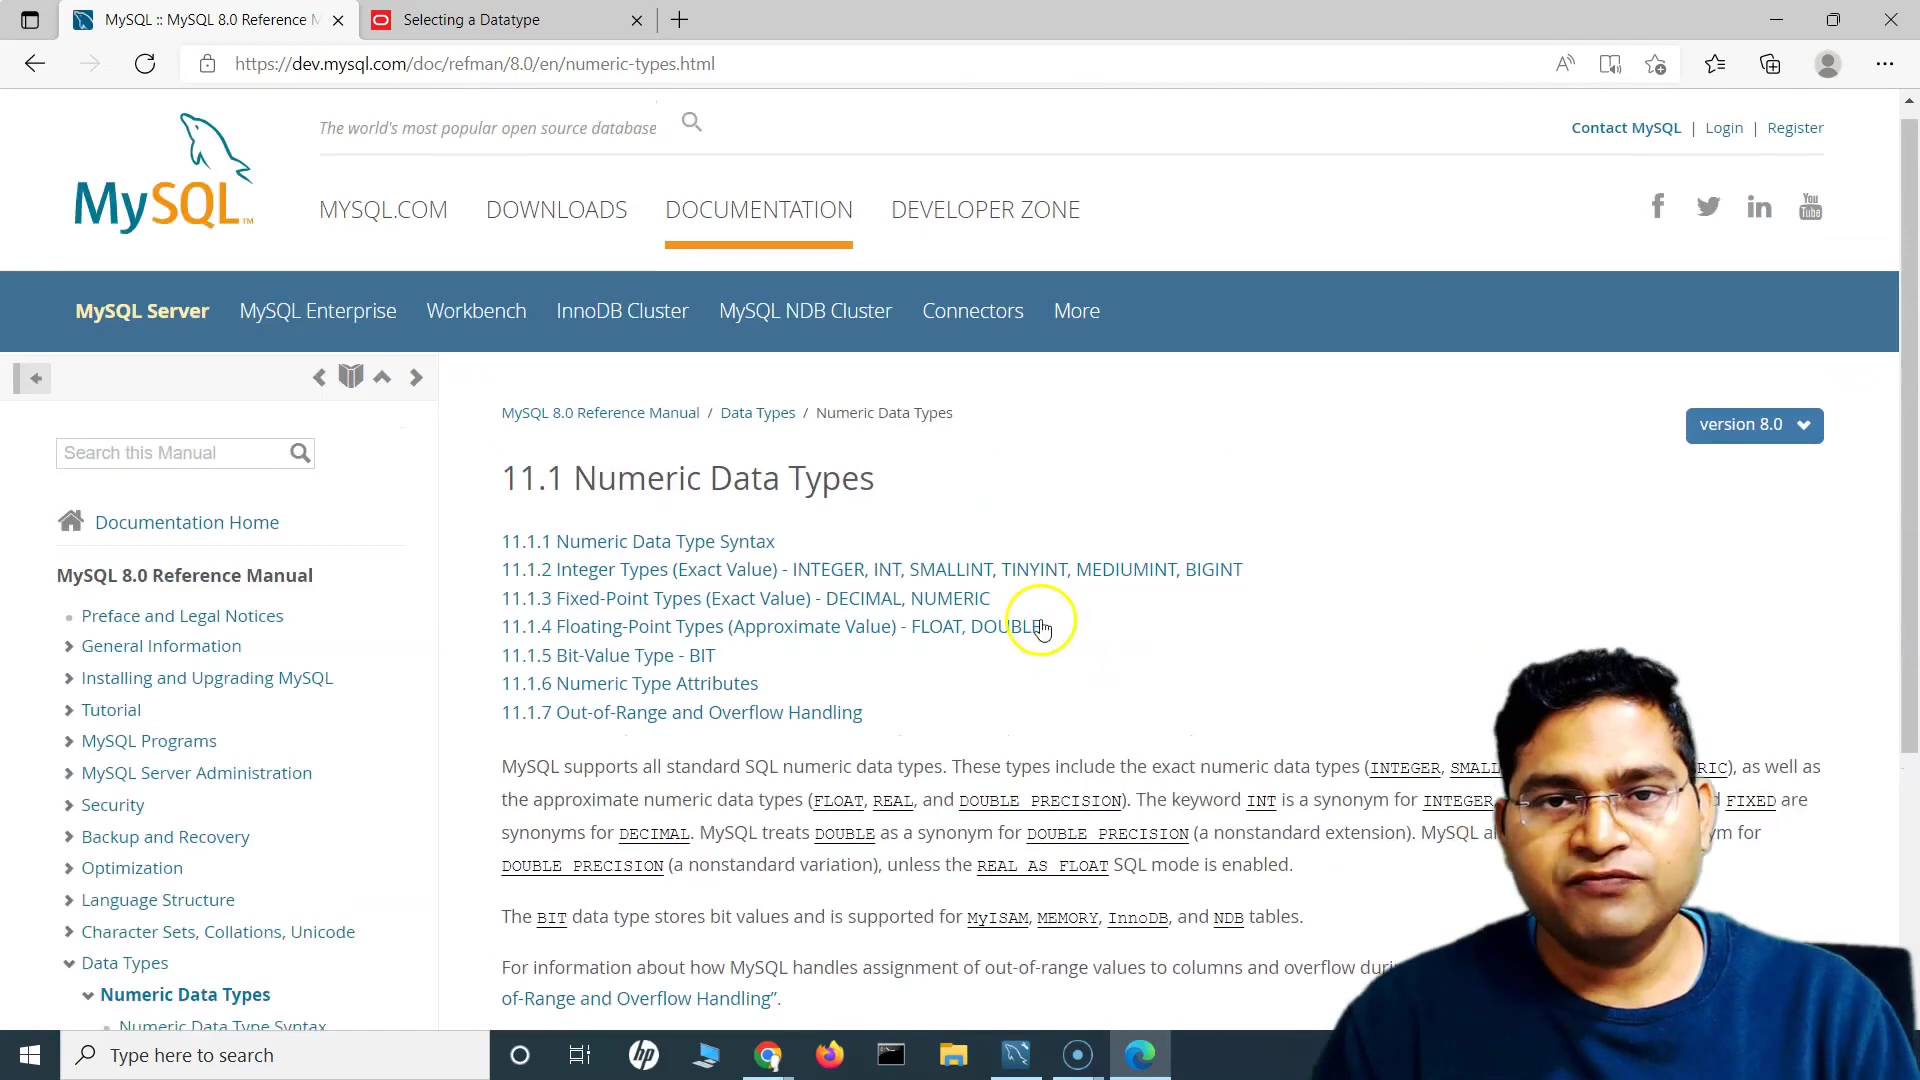 MySQL :: MySQL 8.0 Reference M
Selecting a Datatype
https://dev.mysql.com/doc/refman/8.0/en/numeric-types.html
The world's most popular open source database
Contact MySQL | Login | Register
MySQL™
MYSQL.COM DOWNLOADS DOCUMENTATION DEVELOPER ZONE
You Tube
MySQL Server MySQL Enterprise Workbench InnoDB Cluster MySQL NDB Cluster Connectors More
MySQL 8.0 Reference Manual / Data Types / Numeric Data Types
version 8.0
Search this Manual
11.1 Numeric Data Types
Documentation Home
11.1.1 Numeric Data Type Syntax
11.1.2 Integer Types (Exact Value) - INTEGER, INT, SMALLINT, TINYINT, MEDIUMINT, BIGINT
11.1.3 Fixed-Point Types (Exact Value) - DECIMAL, NUMERIC
11.1.4 Floating-Point Types (Approximate Value) - FLOAT, DOUBLE
11.1.5 Bit-Value Type - BIT
11.1.6 Numeric Type Attributes
11.1.7 Out-of-Range and Overflow Handling
MySQL 8.0 Reference Manual
Preface and Legal Notices
General Information
Installing and Upgrading MySQL
Tutorial
MySQL Programs
MySQL Server Administration
Security
Backup and Recovery
Optimization
Language Structure
Character Sets, Collations, Unicode
Data Types
Numeric Data Types
Numeric Data Type Syntax
MySQL supports all standard SQL numeric data types. These types include the exact numeric data types (INTEGER, SMALL RIC), as well as
the approximate numeric data types (FLOAT, REAL, and DOUBLE PRECISION). The keyword INT is a synonym for INTEGER, d FIXED are
synonyms for DECIMAL. MySQL treats DOUBLE as a synonym for DOUBLE PRECISION (a nonstandard extension). MySQL al ym for
DOUBLE PRECISION (a nonstandard variation), unless the REAL_AS_FLOAT SQL mode is enabled.
The BIT data type stores bit values and is supported for MyISAM, MEMORY, InnoDB, and NDB tables.
For information about how MySQL handles assignment of out-of-range values to columns and overflow duri
of-Range and Overflow Handling”.
Type here to search
hp